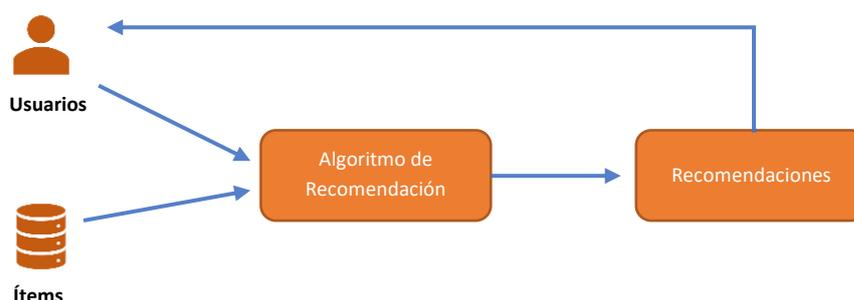 Usuarios
Algoritmo de
Recomendación
Recomendaciones
Ítems